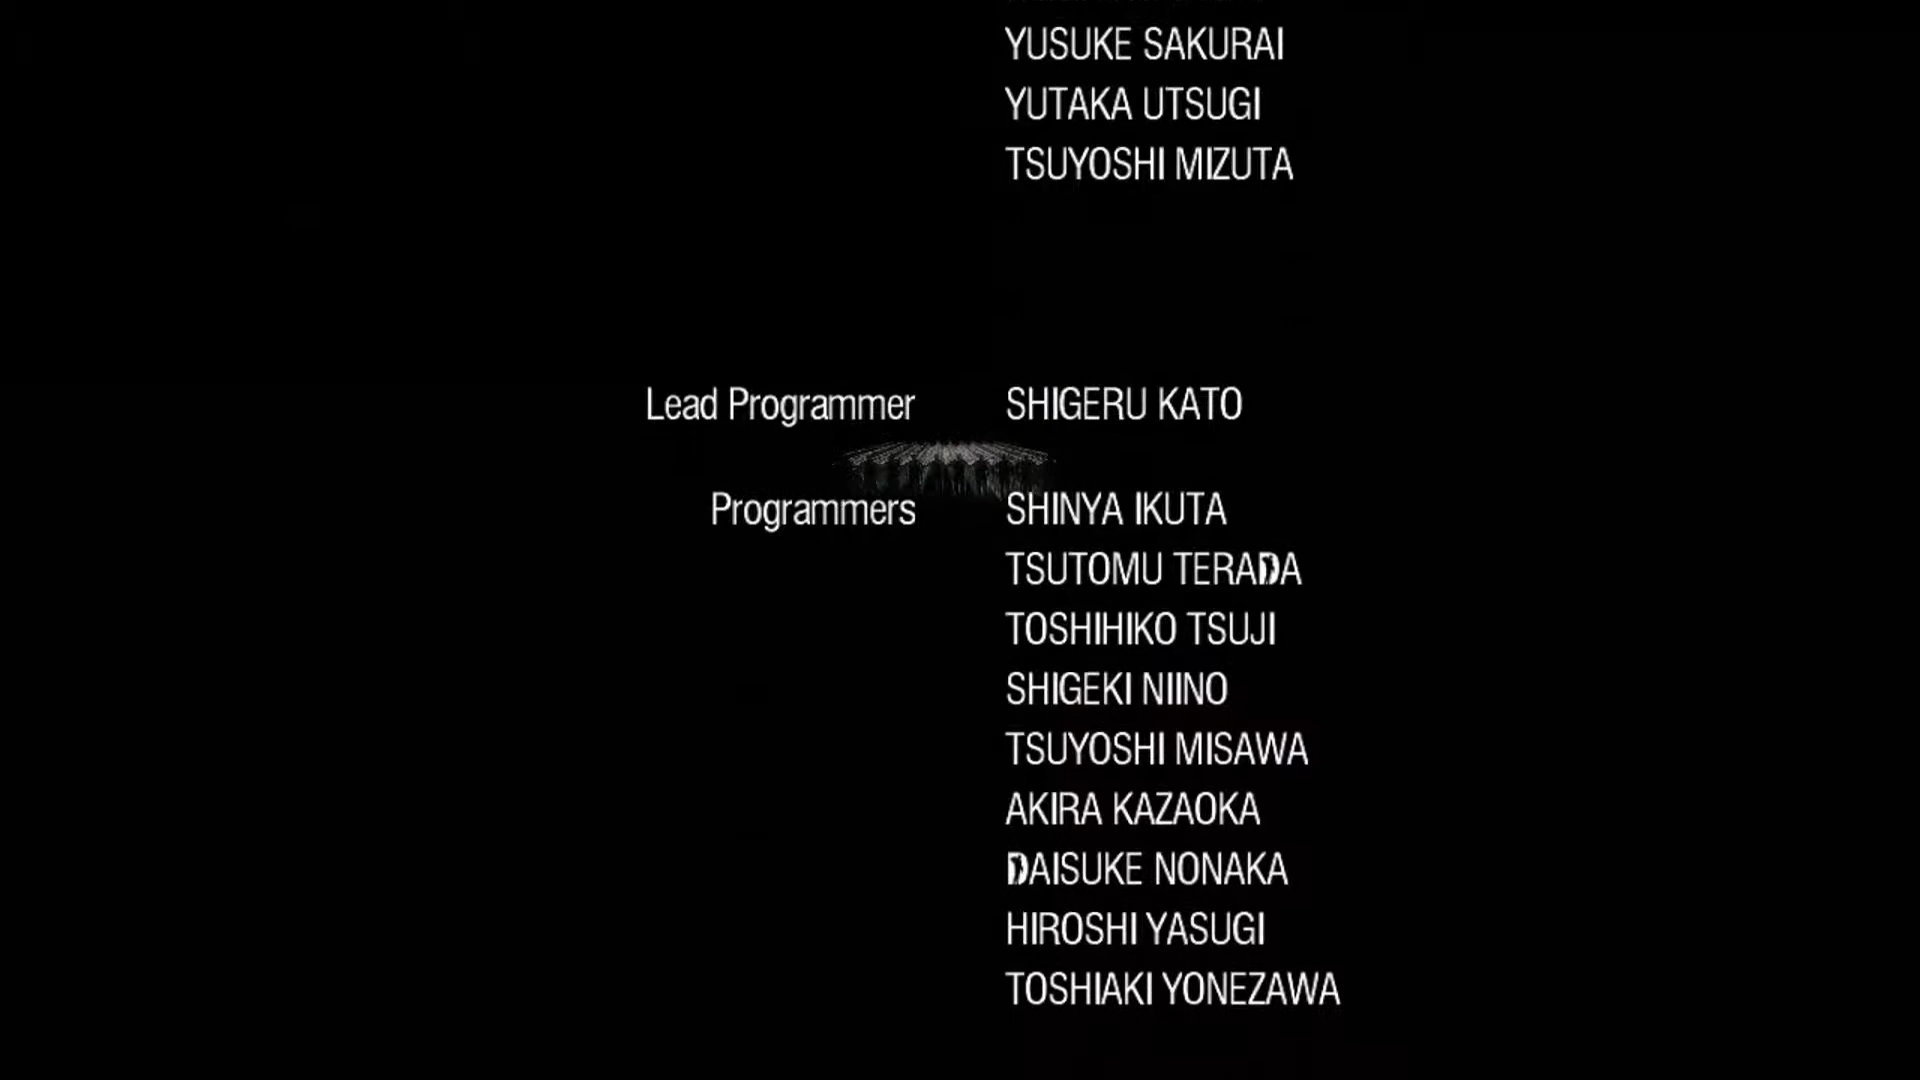 YUSUKE SAKURAI
YUTAKA UTSUGI
TSUYOSHI MIZUTA
Lead Programmer SHIGERU KATO
Programmers SHINYA IKUTA
TSUTOMU TERADA
TOSHIHIKO TSUJI
SHIGEKI NIINO
TSUYOSHI MISAWA
AKIRA KAZAOKA
DAISUKE NONAKA
HIROSHI YASUGI
TOSHIAKI YONEZAWA